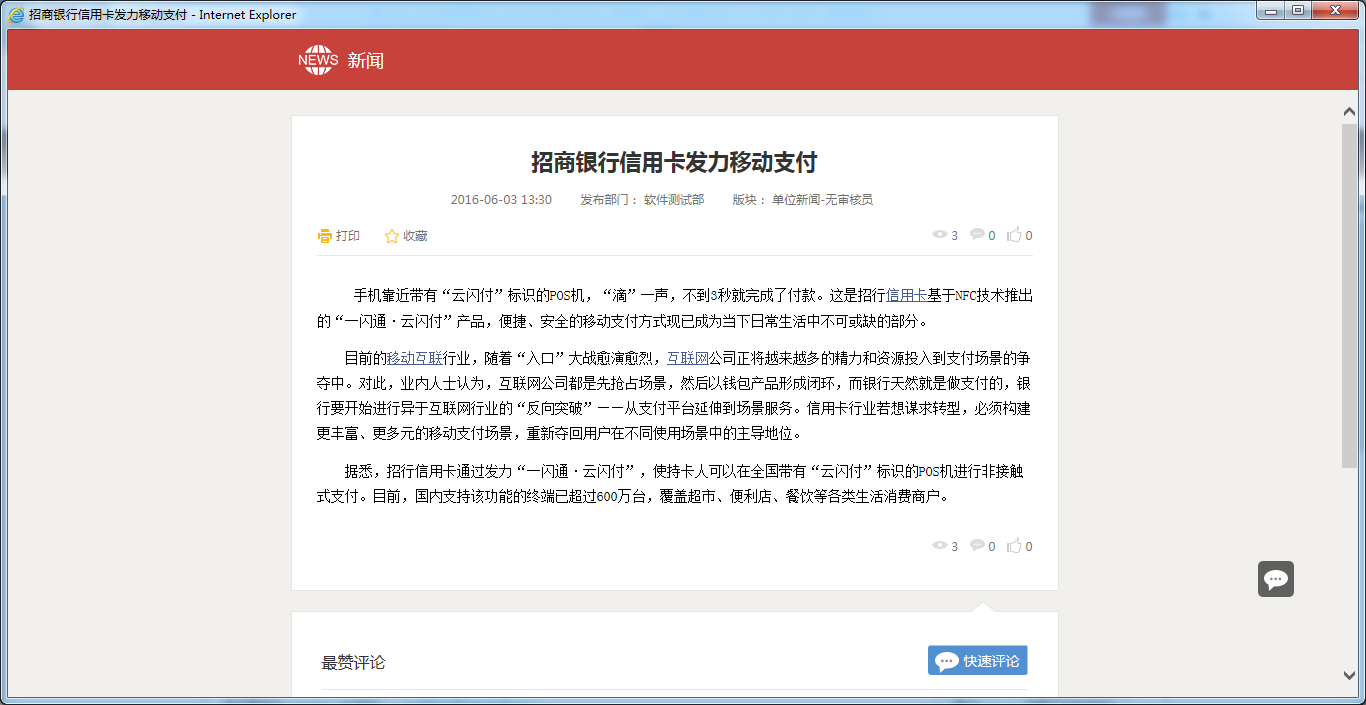 招商银行信用卡发力移动支付 - Internet Explorer
NEWS 新闻
招商银行信用卡发力移动支付
2016-06-03 13:30 发布部门： 软件测试部 版块： 单位新闻-无审核员
打印 收藏 3 0 0
手机靠近带有“云闪付”标识的POS机，“滴”一声，不到3秒就完成了付款。这是招行信用卡基于NFC技术推出
的“一闪通·云闪付”产品，便捷、安全的移动支付方式现已成为当下日常生活中不可或缺的部分。
目前的移动互联行业，随着“入口”大战愈演愈烈，互联网公司正将越来越多的精力和资源投入到支付场景的争
夺中。对此，业内人士认为，互联网公司都是先抢占场景，然后以钱包产品形成闭环，而银行天然就是做支付的，银
行要开始进行异于互联网行业的“反向突破”——从支付平台延伸到场景服务。信用卡行业若想谋求转型，必须构建
更丰富、更多元的移动支付场景，重新夺回用户在不同使用场景中的主导地位。
据悉，招行信用卡通过发力“一闪通·云闪付”，使持卡人可以在全国带有“云闪付”标识的POS机进行非接触
式支付。目前，国内支持该功能的终端已超过600万台，覆盖超市、便利店、餐饮等各类生活消费商户。
3 0 0
最赞评论 快速评论